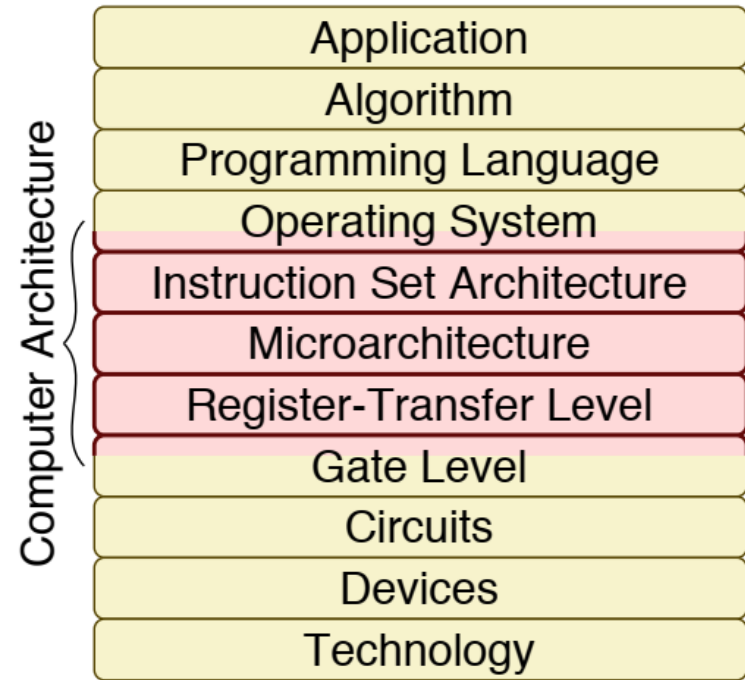 Computer Architecture
Application
Algorithm
Programming Language
Operating System
Instruction Set Architecture
Microarchitecture
Register-Transfer Level
Gate Level
Circuits
Devices
Technology